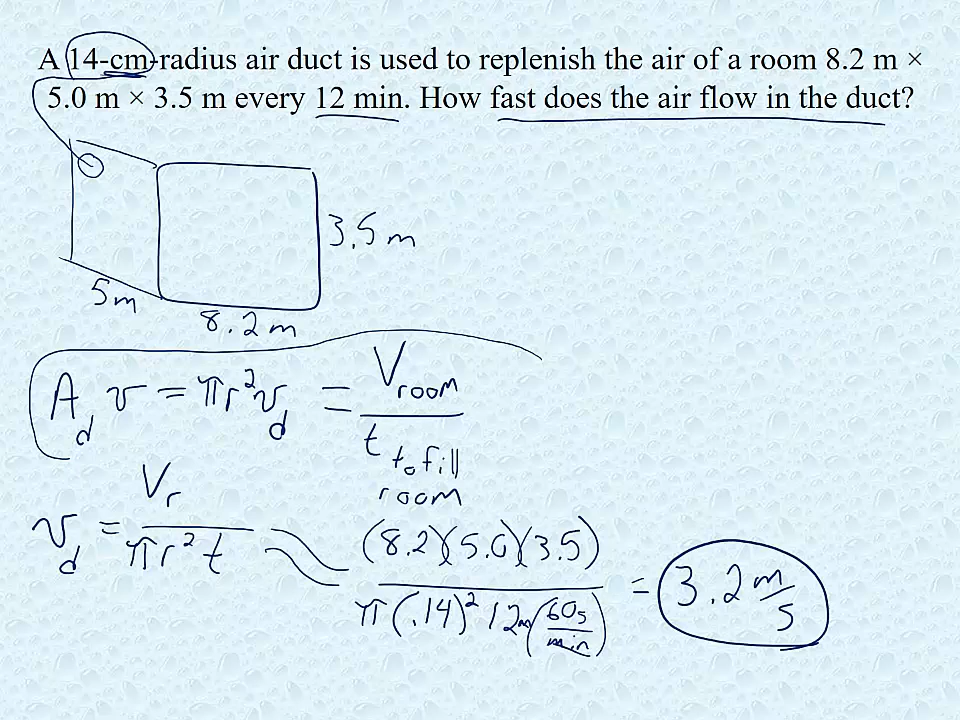 A 14-cm-radius air duct is used to replenish the air of a room 8.2 m ×
5.0 m × 3.5 m every 12 min. How fast does the air flow in the duct?
3.5 m
5 m
8.2 m
A_d v = πr²v_d = V_room / t_to fill room
v_d = V_r / πr²t (8.2)(5.0)(3.5) / π(.14)² 12m(60s/min) = 3.2 m/s